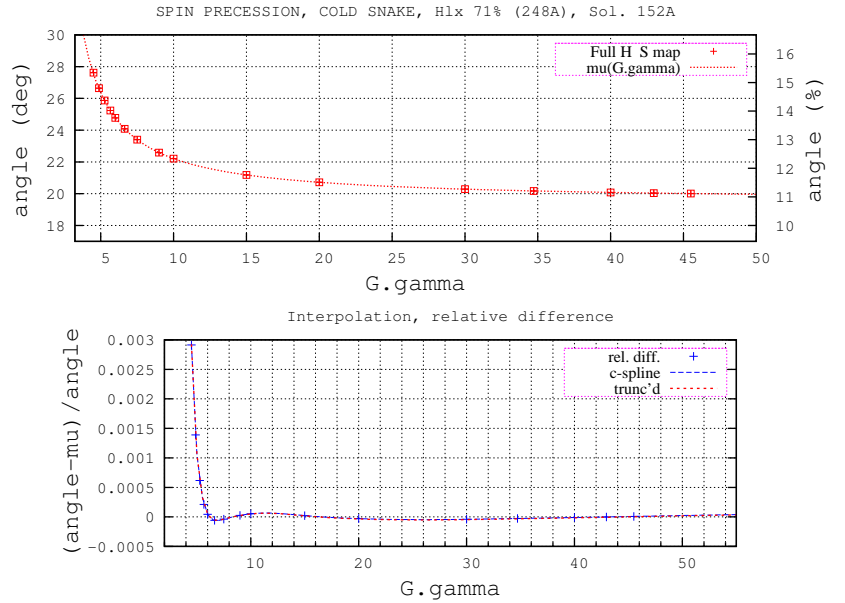 SPIN PRECESSION, COLD SNAKE, Hlx 71% (248A), Sol. 152A
30
28
26
24
22
20
18
angle (deg)
16
15
14
13
12
11
10
angle (%)
Full H S map
mu(G.gamma)
5 10 15 20 25 30 35 40 45 50
G.gamma
Interpolation, relative difference
0.003
0.0025
0.002
0.0015
0.001
0.0005
0
-0.0005
(angle-mu)/angle
rel. diff.
c-spline
trunc'd
10 20 30 40 50
G.gamma